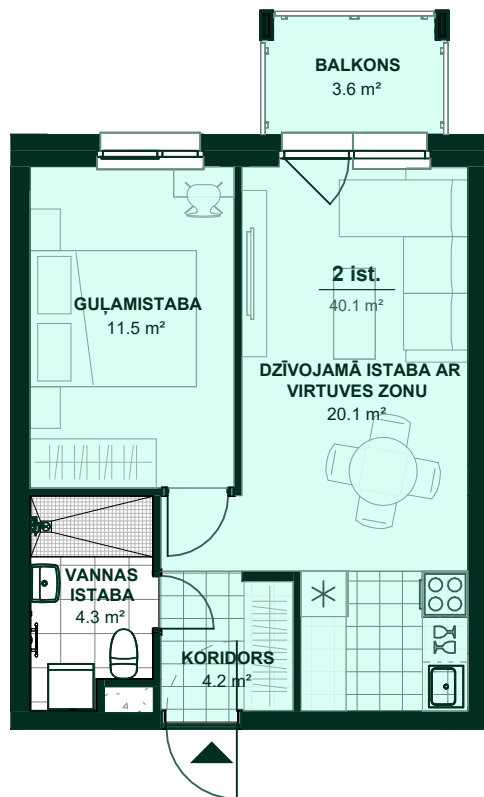 BALKONS
3.6 m²
2 ist.
40.1 m²
GUĻAMISTABA
11.5 m²
DZĪVOJAMĀ ISTABA AR
VIRTUVES ZONU
20.1 m²
VANNAS
ISTABA
4.3 m²
KORIDORS
4.2 m²